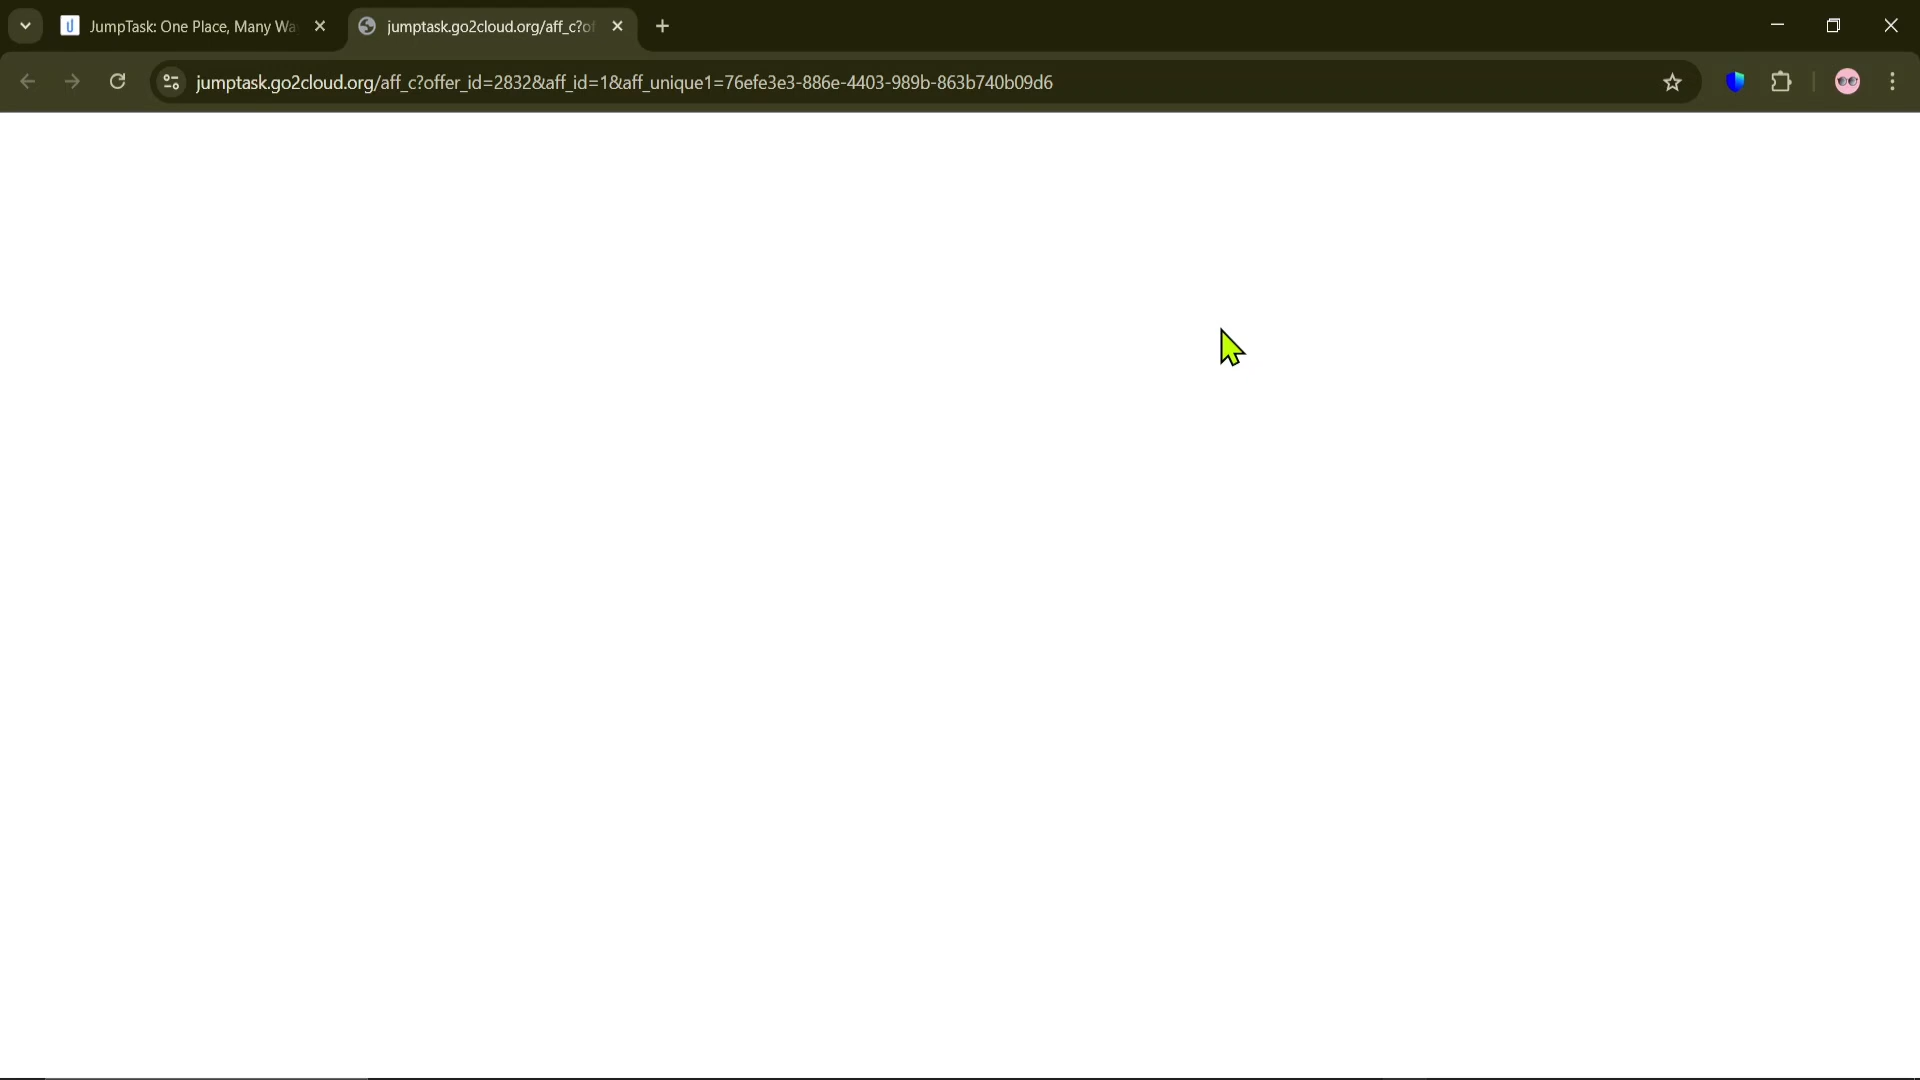 JumpTask: One Place, Many Wa
jumptask.go2cloud.org/aff_c?of
jumptask.go2cloud.org/aff_c?offer_id=2832&aff_id=1&aff_unique1=76efe3e3-886e-4403-989b-863b740b09d6